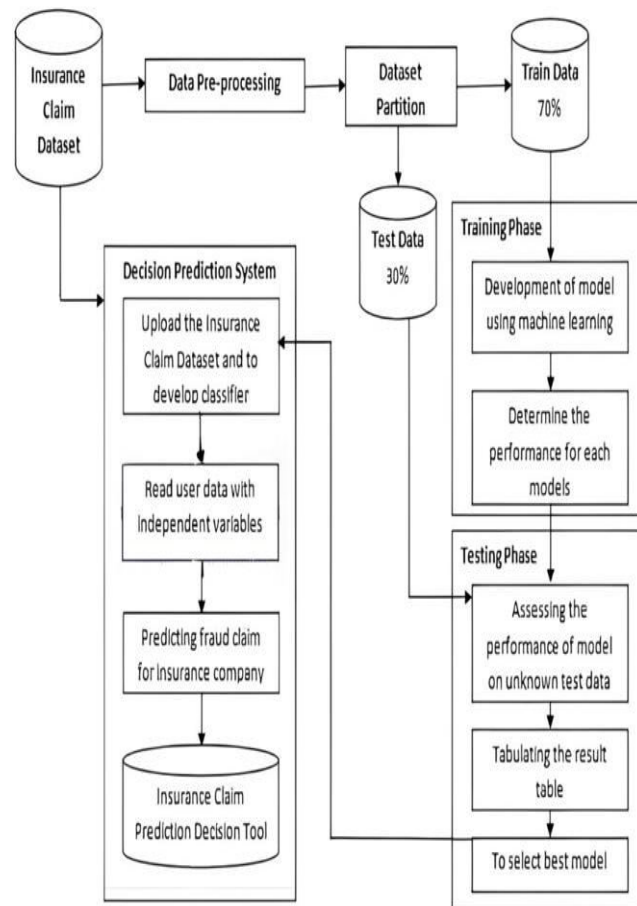 Insurance
Claim
Dataset
Data Pre-processing
Dataset
Partition
Train Data
70%
Test Data
30%
Training Phase
Development of model
using machine learning
Determine the
performance for each
models
Testing Phase
Assessing the
performance of model
on unknown test data
Tabulating the result
table
To select best model
Decision Prediction System
Upload the Insurance
Claim Dataset and to
develop classifier
Read user data with
Independent variables
Predicting fraud claim
for Insurance company
Insurance Claim
Prediction Decision Tool